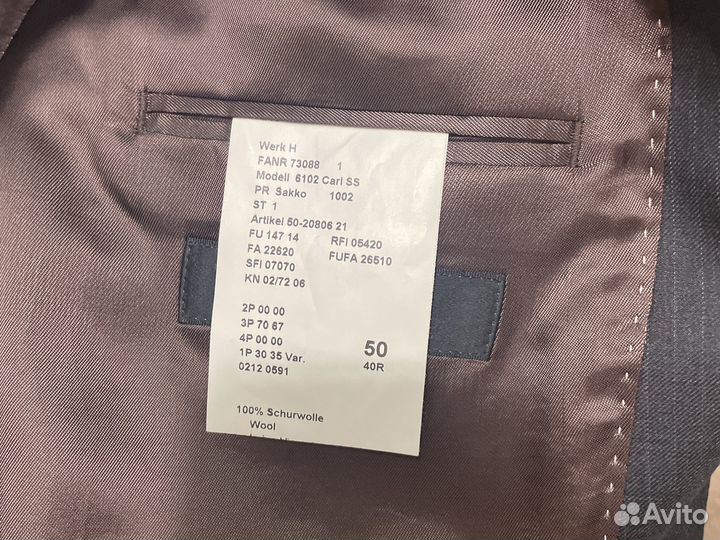 Werk H
FANR 73088 1
Modell 6102 Carl SS
PR Sakko 1002
ST 1
Artikel 50-20806 21
FU 147 14 RFI 05420
FA 22620 FUFA 26510
SFI 07070
KN 02/72 06
2P 00 00
3P 70 67
4P 00 00
1P 30 35 Var. 50
0212 0591 40R
100% Schurwolle
Wool
Avito